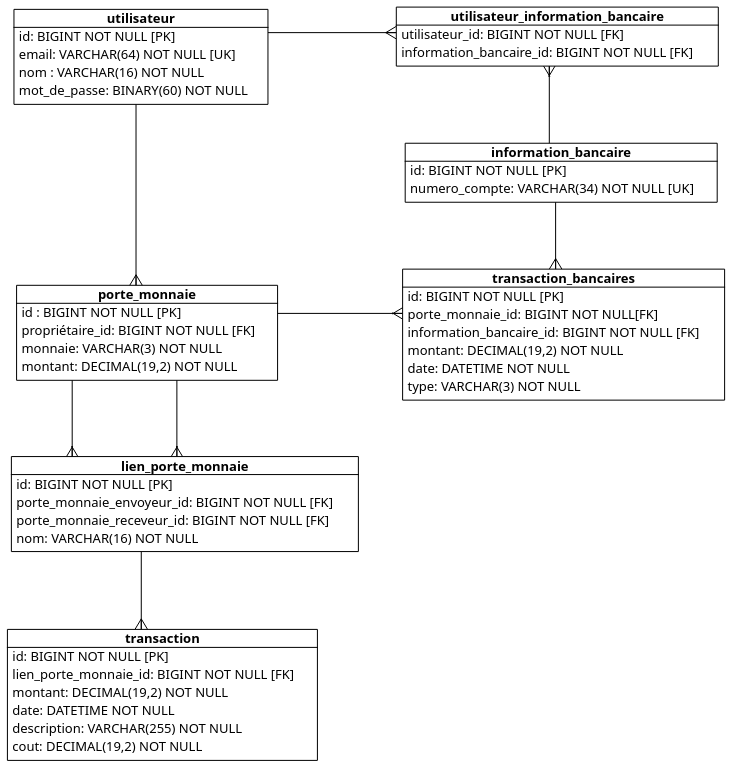 utilisateur
id: BIGINT NOT NULL [PK]
email: VARCHAR(64) NOT NULL [UK]
nom : VARCHAR(16) NOT NULL
mot_de_passe: BINARY(60) NOT NULL
utilisateur_information_bancaire
utilisateur_id: BIGINT NOT NULL [FK]
information_bancaire_id: BIGINT NOT NULL [FK]
information_bancaire
id: BIGINT NOT NULL [PK]
numero_compte: VARCHAR(34) NOT NULL [UK]
porte_monnaie
id : BIGINT NOT NULL [PK]
propriétaire_id: BIGINT NOT NULL [FK]
monnaie: VARCHAR(3) NOT NULL
montant: DECIMAL(19,2) NOT NULL
transaction_bancaires
id: BIGINT NOT NULL [PK]
porte_monnaie_id: BIGINT NOT NULL[FK]
information_bancaire_id: BIGINT NOT NULL [FK]
montant: DECIMAL(19,2) NOT NULL
date: DATETIME NOT NULL
type: VARCHAR(3) NOT NULL
lien_porte_monnaie
id: BIGINT NOT NULL [PK]
porte_monnaie_envoyeur_id: BIGINT NOT NULL [FK]
porte_monnaie_receveur_id: BIGINT NOT NULL [FK]
nom: VARCHAR(16) NOT NULL
transaction
id: BIGINT NOT NULL [PK]
lien_porte_monnaie_id: BIGINT NOT NULL [FK]
montant: DECIMAL(19,2) NOT NULL
date: DATETIME NOT NULL
description: VARCHAR(255) NOT NULL
cout: DECIMAL(19,2) NOT NULL